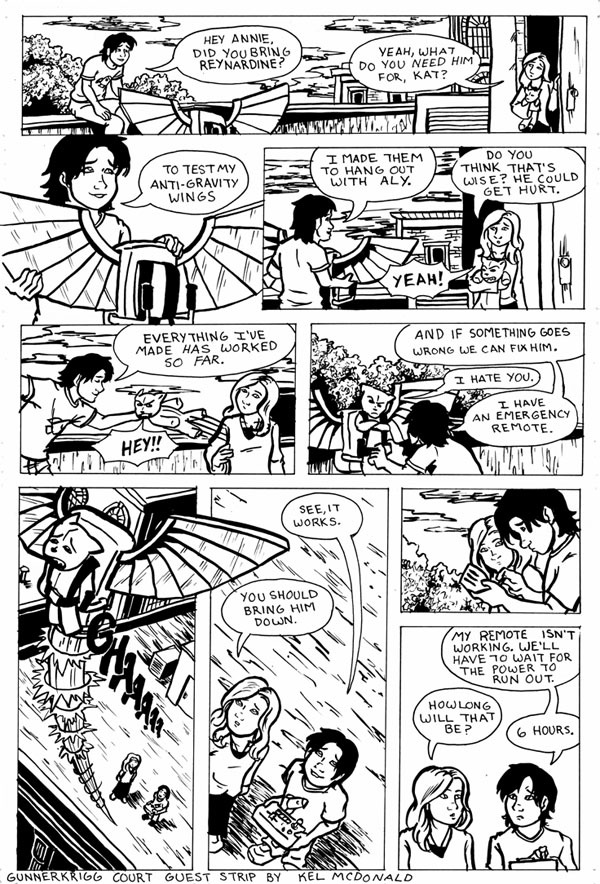 HEY ANNIE,
DID YOU BRING
REYNARDINE?
YEAH, WHAT
DO YOU NEED HIM
FOR, KAT?
TO TEST MY
ANTI-GRAVITY
WINGS
I MADE THEM
TO HANG OUT
WITH ALY.
YEAH!
DO YOU
THINK THAT'S
WISE? HE COULD
GET HURT.
EVERYTHING I'VE
MADE HAS WORKED
SO FAR.
HEY!!
AND IF SOMETHING GOES
WRONG WE CAN FIX HIM.
I HATE YOU.
I HAVE
AN EMERGENCY
REMOTE.
GHAAAAA
SEE, IT
WORKS.
YOU SHOULD
BRING HIM
DOWN.
MY REMOTE ISN'T
WORKING. WE'LL
HAVE TO WAIT FOR
THE POWER TO
RUN OUT.
HOW LONG
WILL THAT
BE?
6 HOURS.
GUNNERKRIGG COURT GUEST STRIP BY KEL MCDONALD